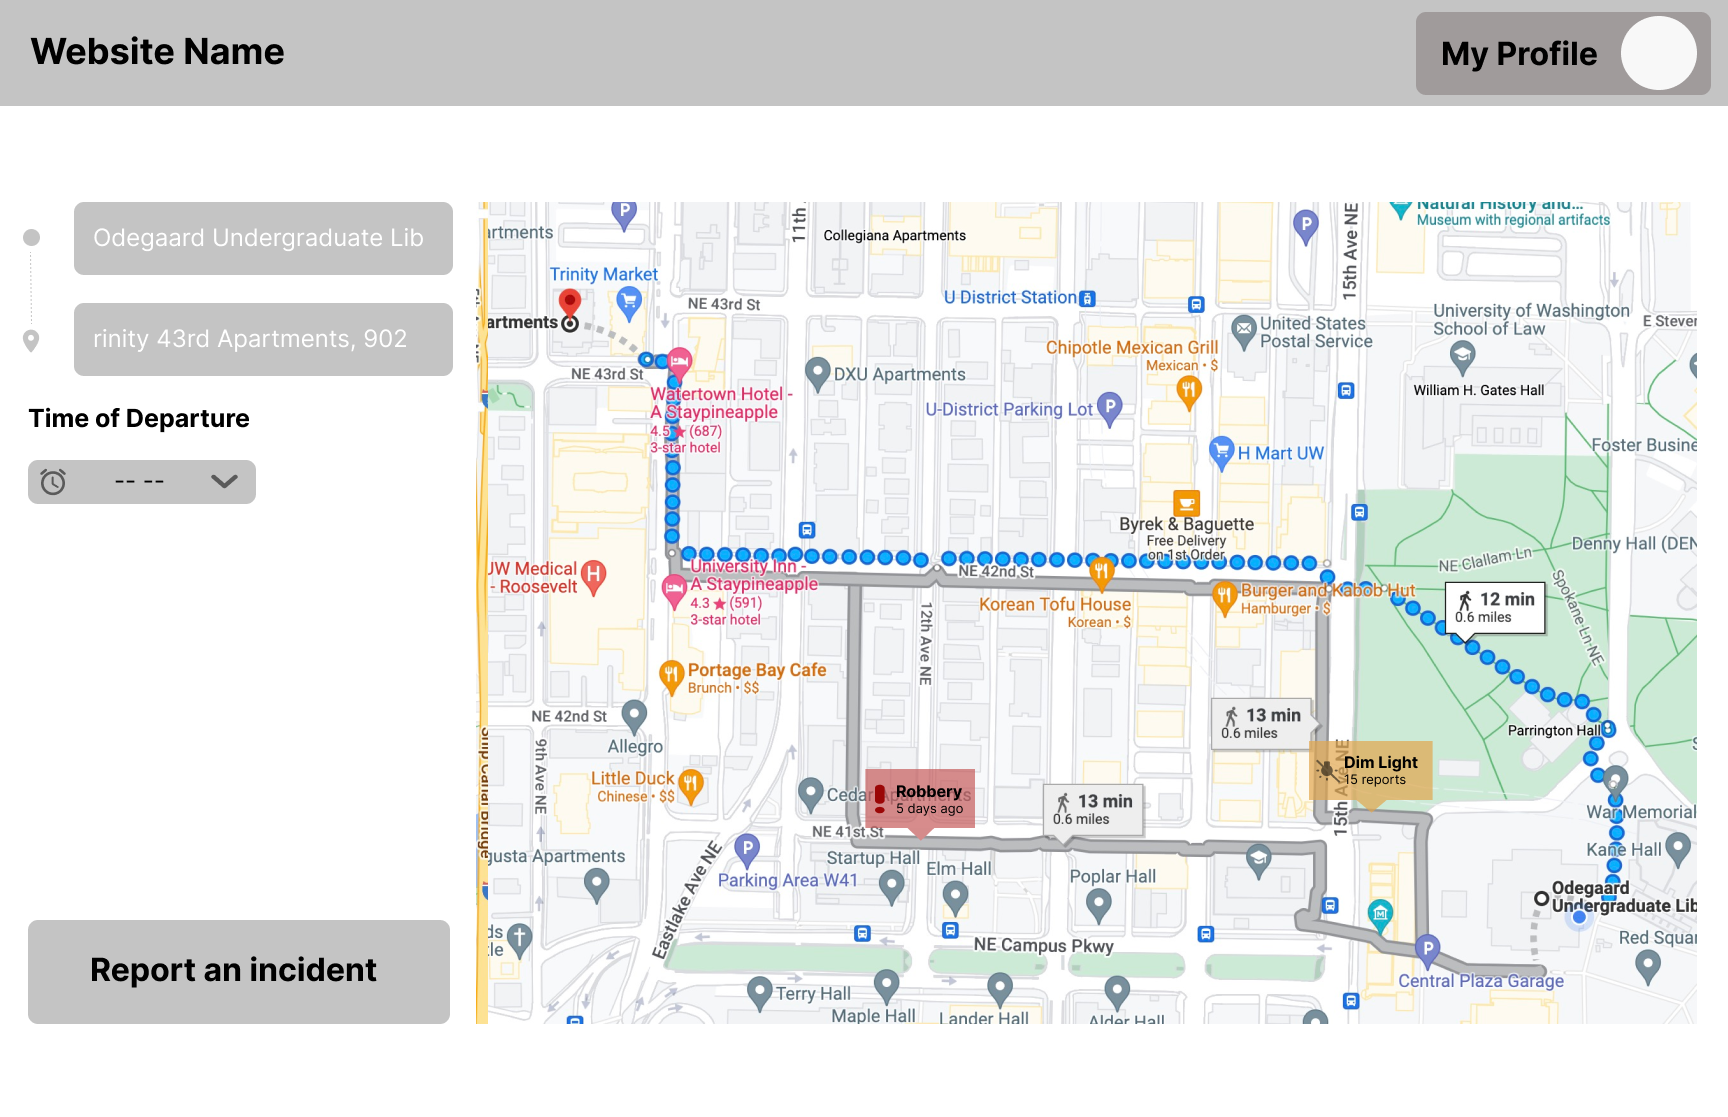 Website Name
My Profile
Odegaard Undergraduate Lib
rinity 43rd Apartments, 902
Time of Departure
-- --
Report an incident
artments
11th
Collegiana Apartments
15th Ave NE
Natural History and...
Museum with regional artifacts
Trinity Market
NE 43rd St
U District Station
University of Washington
School of Law
E Steven
artments
United States
Postal Service
Chipotle Mexican Grill
Mexican • $
NE 43rd St
DXU Apartments
William H. Gates Hall
Watertown Hotel -
A Staypineapple
4.5 ★ (687)
3-star hotel
U-District Parking Lot
Foster Busine
H Mart UW
Byrek & Baguette
Free Delivery
on 1st Order
Denny Hall (DEN
NE Clallam Ln
Spokane Ln NE
UW Medical
- Roosevelt
University Inn -
A Staypineapple
4.3 ★ (591)
3-star hotel
NE 42nd St
Korean Tofu House
Korean • $
Burger and Kabob Hut
Hamburger • $
12 min
0.6 miles
12th Ave NE
Portage Bay Cafe
Brunch • $$
NE 42nd St
Allegro
9th Ave NE
13 min
0.6 miles
Parrington Hall
Ship Canal Bridge
Little Duck
Chinese • $$
Dim Light
15 reports
15th Ave NE
Robbery
5 days ago
Cedar Apartments
13 min
0.6 miles
War Memorial
NE 41st St
Kane Hall
gusta Apartments
Startup Hall
Elm Hall
Poplar Hall
Parking Area W41
Eastlake Ave NE
Odegaard
Undergraduate Lib
NE Campus Pkwy
Red Squar
Central Plaza Garage
Terry Hall
Maple Hall
Lander Hall
Alder Hall